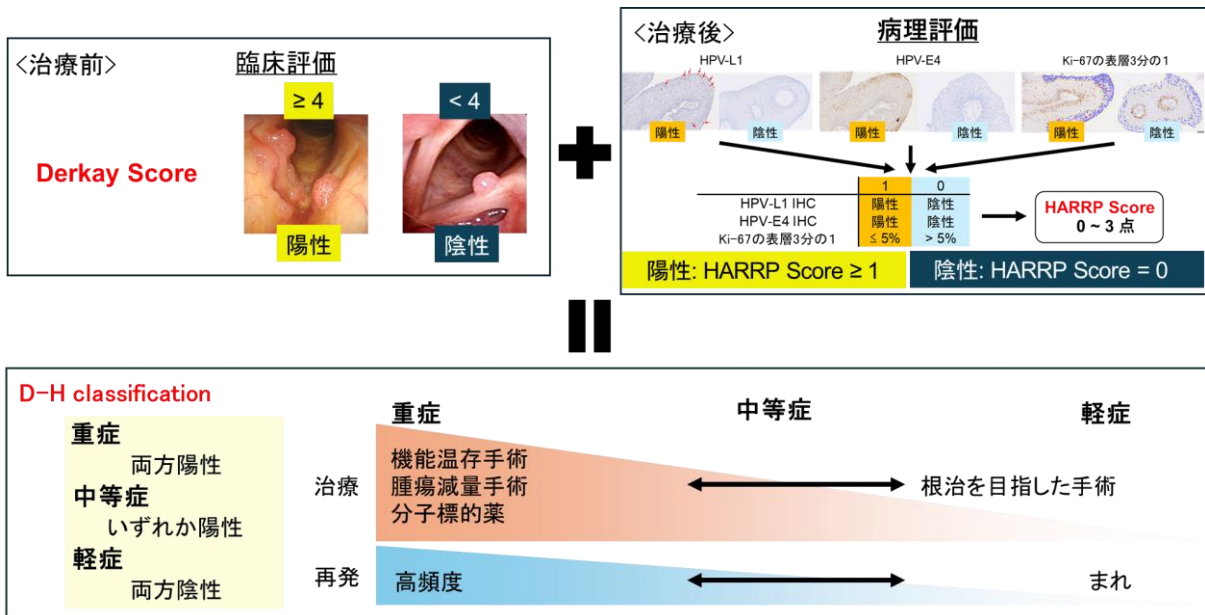 <治療前>
臨床評価
≥ 4
< 4
Derkay Score
陽性
陰性
<治療後>
病理評価
HPV-L1
HPV-E4
Ki-67の表層3分の1
陽性
陰性
陽性
陰性
陽性
陰性
1 0
HPV-L1 IHC 陽性 陰性
HPV-E4 IHC 陽性 陰性
Ki-67の表層3分の1 ≤ 5% > 5%
HARRP Score
0 ~ 3 点
陽性: HARRP Score ≥ 1
陰性: HARRP Score = 0
D-H classification
重症
両方陽性
中等症
いずれか陽性
軽症
両方陰性
重症 中等症 軽症
治療
機能温存手術
腫瘍減量手術
分子標的薬
根治を目指した手術
再発 高頻度 まれ